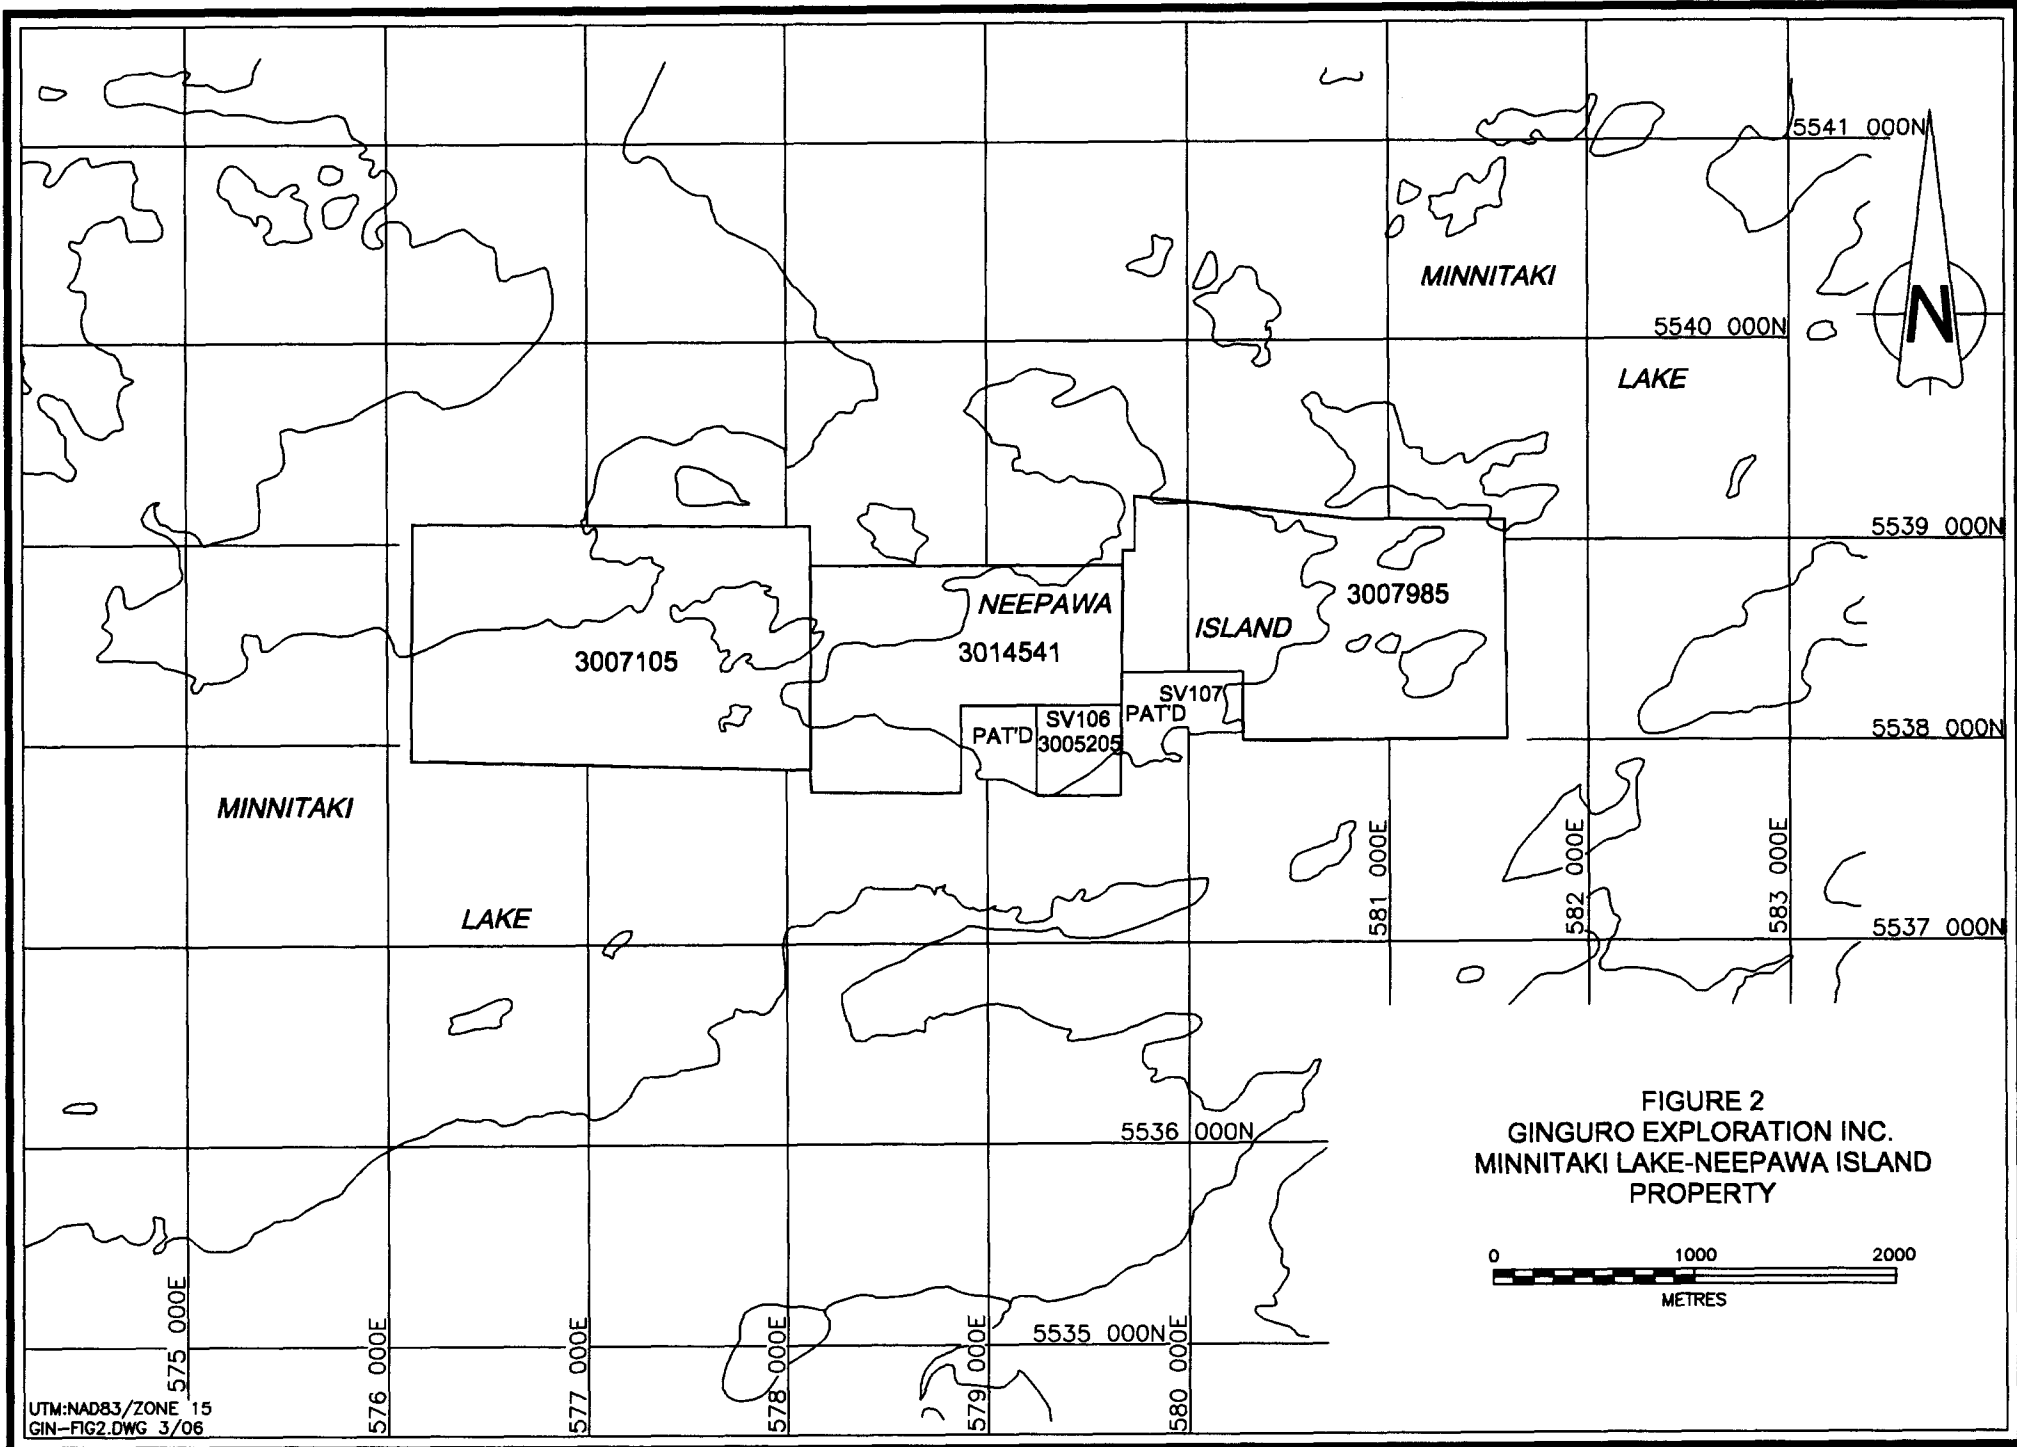 5541 000N
MINNITAKI
N
5540 000N
LAKE
5539 000N
3007985
NEEPAWA
ISLAND
3014541
3007105
SV107
PAT'D
SV106
PAT'D
3005205
5538 000N
MINNITAKI
581 000E
582 000E
583 000E
LAKE
5537 000N
FIGURE 2
GINGURO EXPLORATION INC.
MINNITAKI LAKE-NEEPAWA ISLAND
PROPERTY
5536 000N
0 1000 2000
METRES
5535 000N
575 000E
576 000E
577 000E
578 000E
579 000E
580 000E
UTM:NAD83/ZONE 15
GIN-FIG2.DWG 3/06